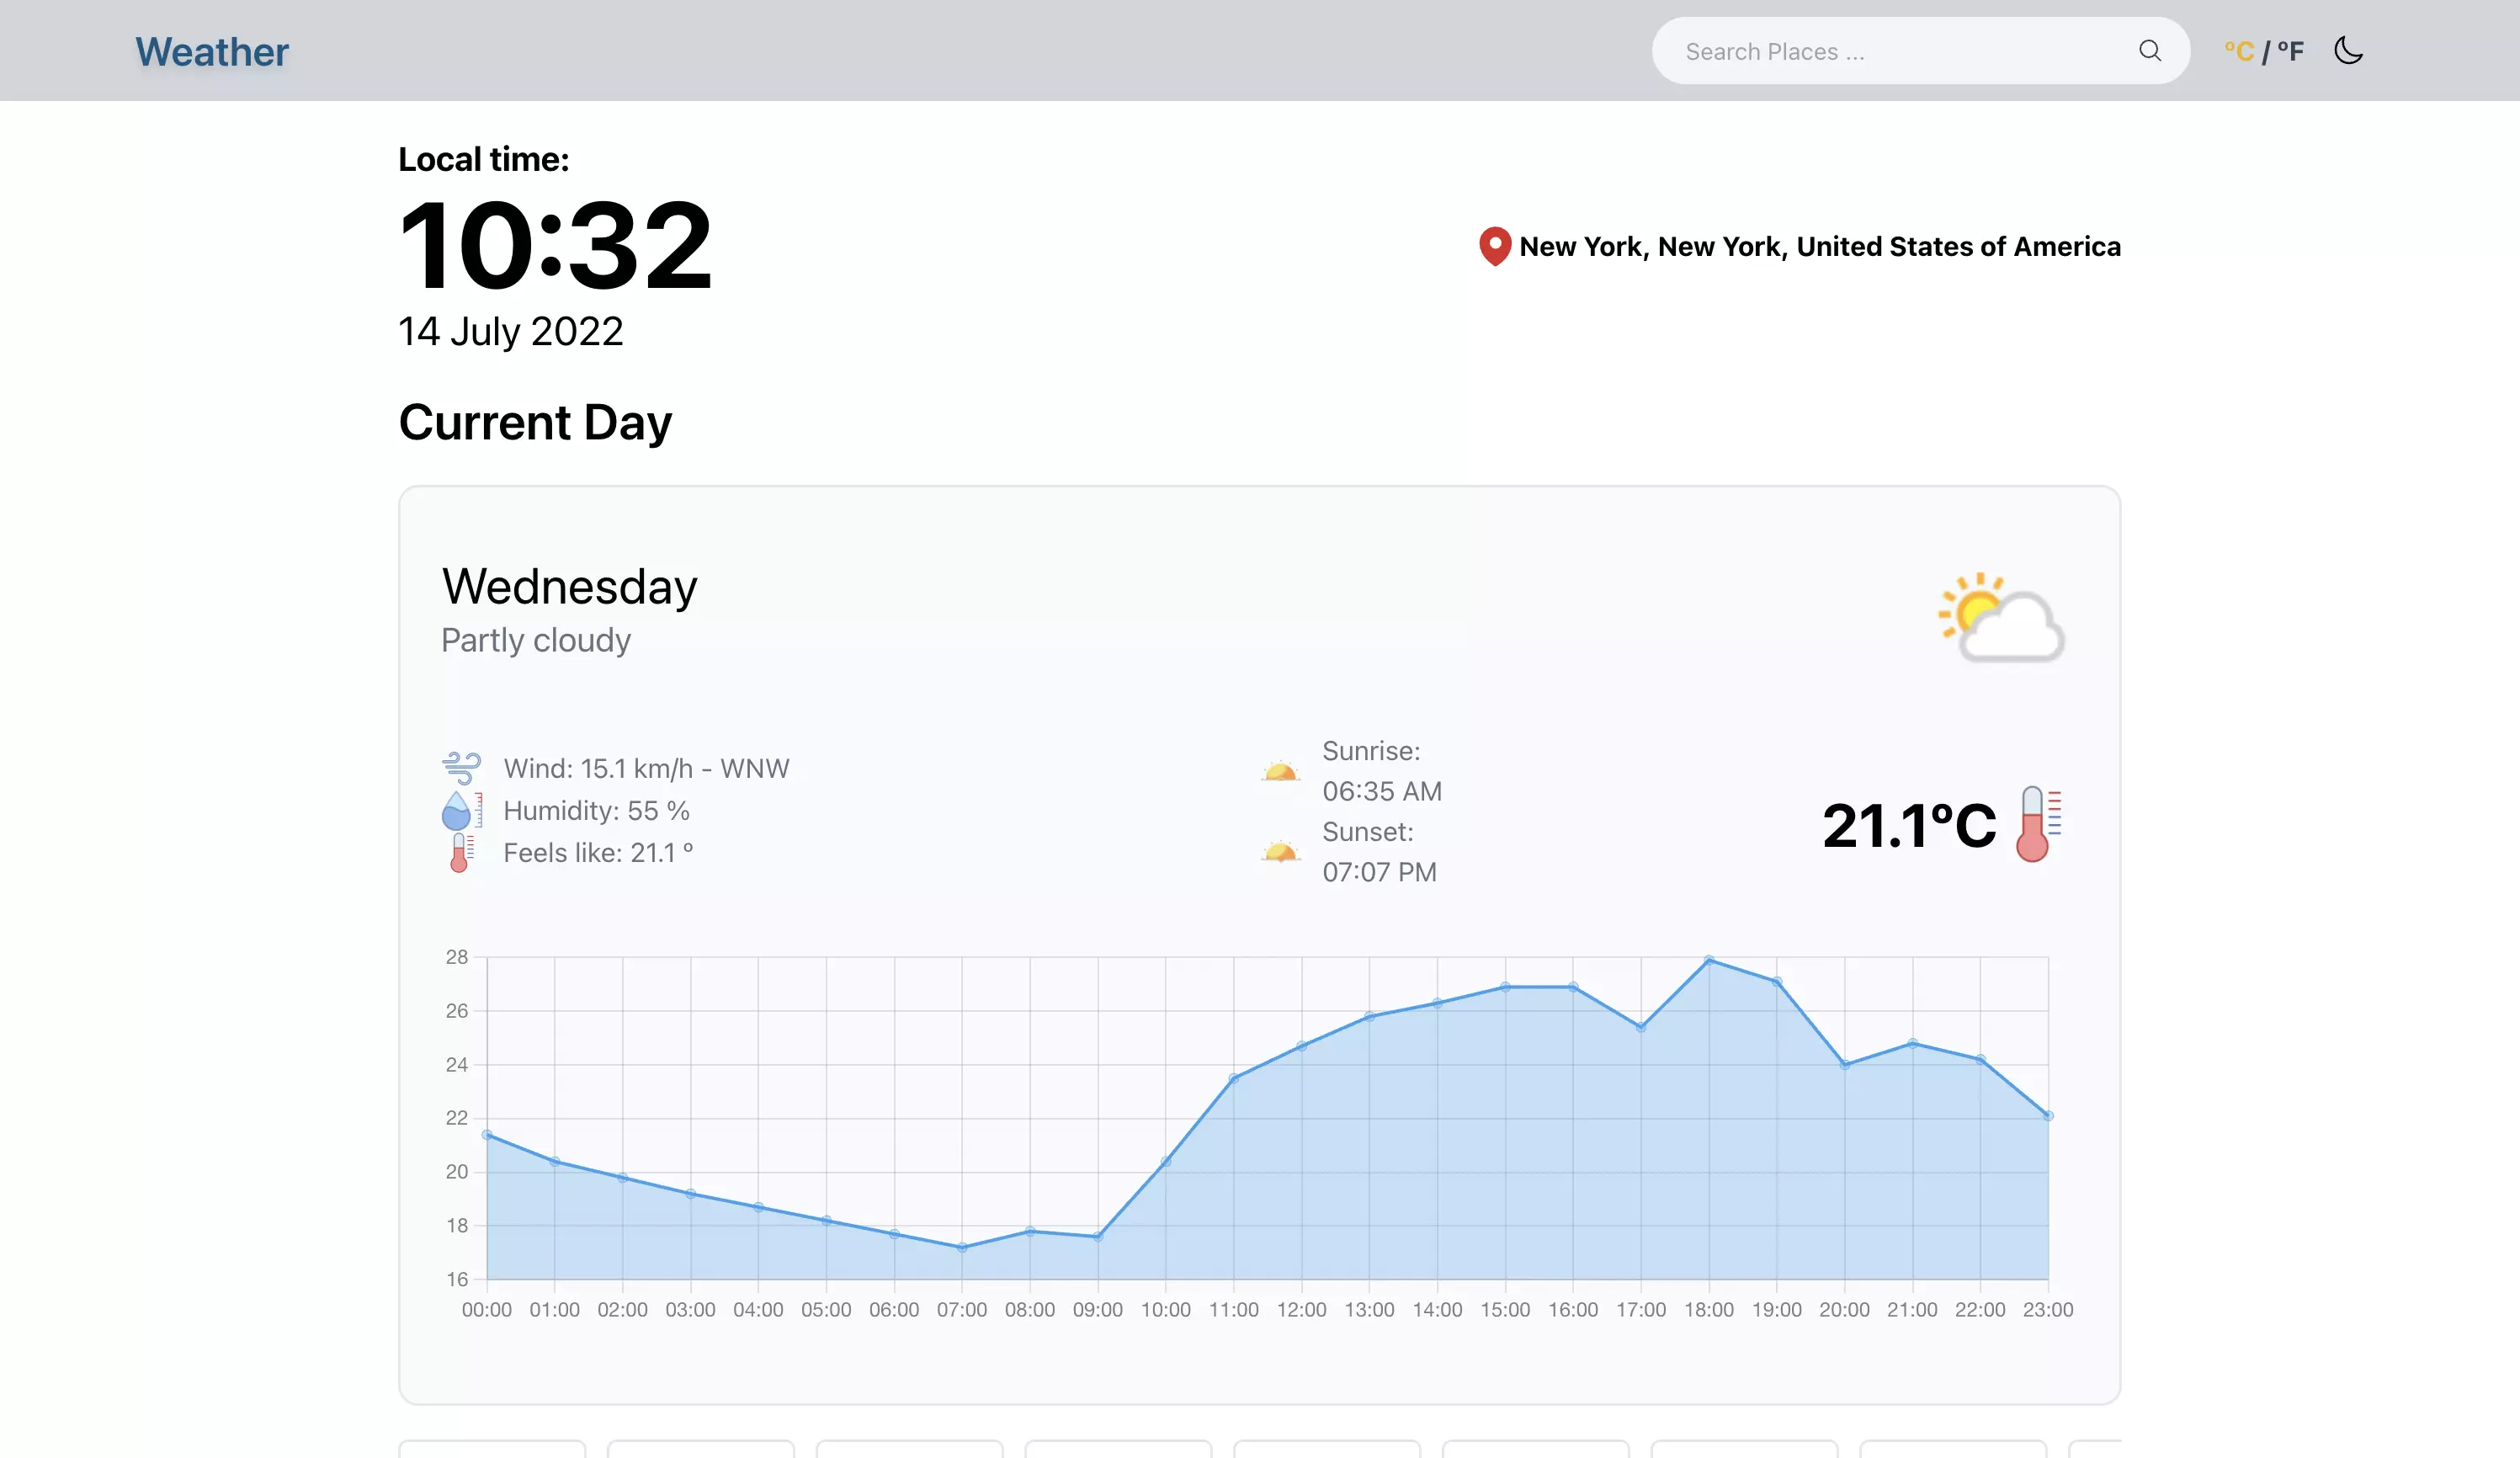 Weather
Search Places ...
°C / °F
Local time:
10:32
14 July 2022
New York, New York, United States of America
Current Day
Wednesday
Partly cloudy
Wind: 15.1 km/h - WNW
Humidity: 55 %
Feels like: 21.1 °
Sunrise:
06:35 AM
Sunset:
07:07 PM
21.1°C
28
26
24
22
20
18
16
00:00 01:00 02:00 03:00 04:00 05:00 06:00 07:00 08:00 09:00 10:00 11:00 12:00 13:00 14:00 15:00 16:00 17:00 18:00 19:00 20:00 21:00 22:00 23:00